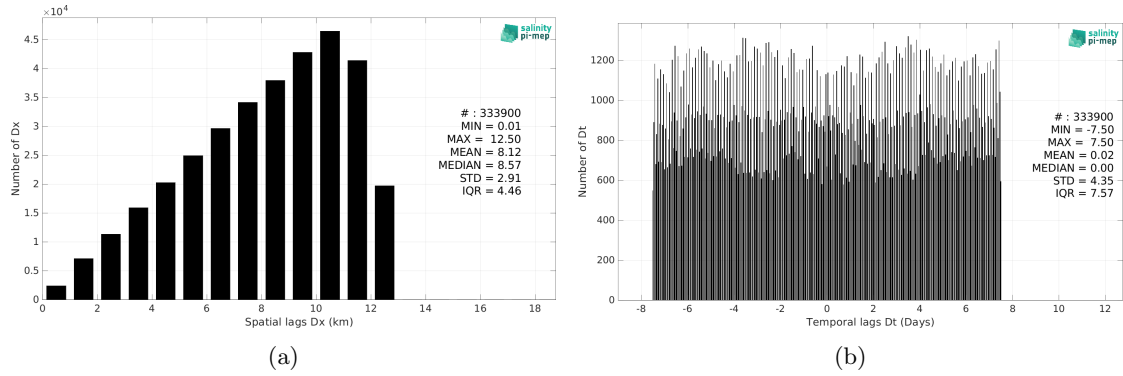 ×10⁴
4.5
4
3.5
3
2.5
2
1.5
1
0.5
0
0 2 4 6 8 10 12 14 16 18
Number of Dx
Spatial lags Dx (km)
salinity
pi-mep
# : 333900
MIN = 0.01
MAX = 12.50
MEAN = 8.12
MEDIAN = 8.57
STD = 2.91
IQR = 4.46
(a)
1200
1000
800
600
400
200
0
-8 -6 -4 -2 0 2 4 6 8 10 12
Number of Dt
Temporal lags Dt (Days)
salinity
pi-mep
# : 333900
MIN = -7.50
MAX = 7.50
MEAN = 0.02
MEDIAN = 0.00
STD = 4.35
IQR = 7.57
(b)